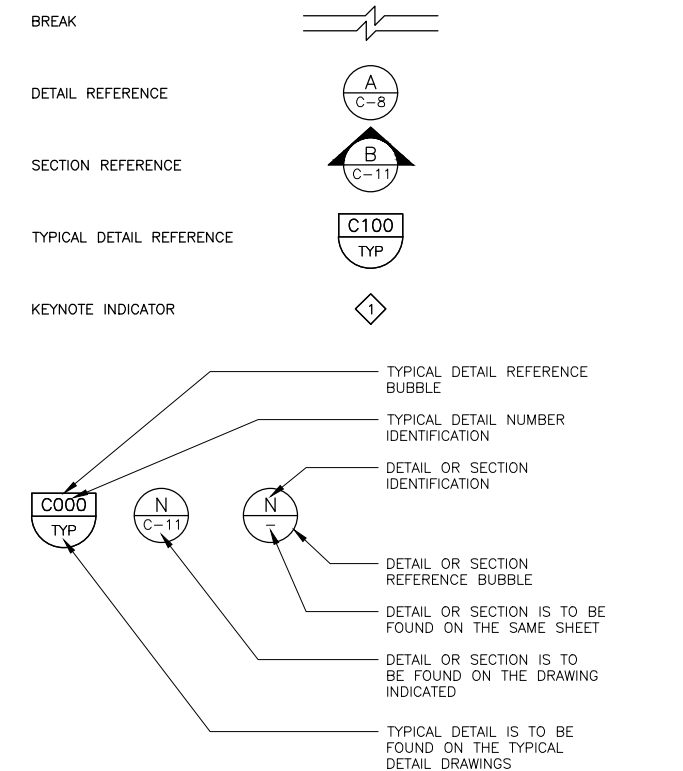 BREAK
DETAIL REFERENCE
A
C-8
SECTION REFERENCE
B
C-11
TYPICAL DETAIL REFERENCE
C100
TYP
KEYNOTE INDICATOR
1
TYPICAL DETAIL REFERENCE
BUBBLE
TYPICAL DETAIL NUMBER
IDENTIFICATION
DETAIL OR SECTION
IDENTIFICATION
C000
TYP
N
C-11
N
-
DETAIL OR SECTION
REFERENCE BUBBLE
DETAIL OR SECTION IS TO BE
FOUND ON THE SAME SHEET
DETAIL OR SECTION IS TO
BE FOUND ON THE DRAWING
INDICATED
TYPICAL DETAIL IS TO BE
FOUND ON THE TYPICAL
DETAIL DRAWINGS